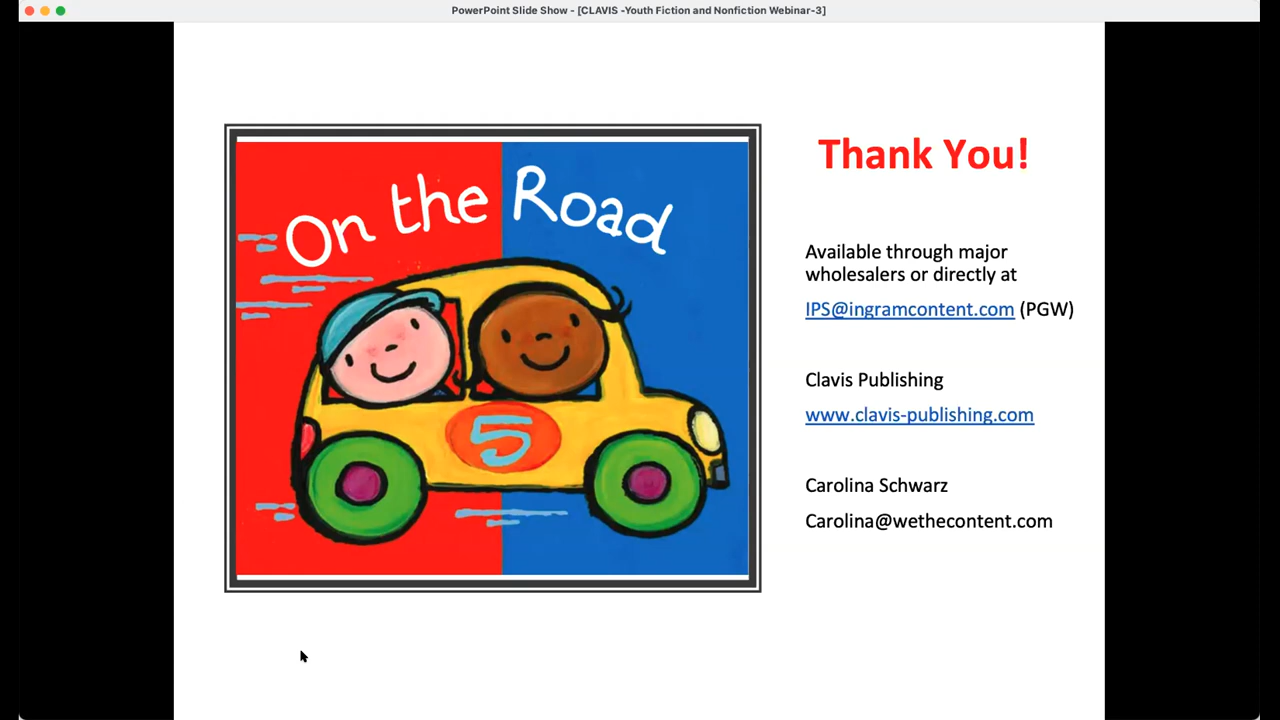 PowerPoint Slide Show - [CLAVIS -Youth Fiction and Nonfiction Webinar-3]
On the Road
5
Thank You!
Available through major
wholesalers or directly at
IPS@ingramcontent.com (PGW)
Clavis Publishing
www.clavis-publishing.com
Carolina Schwarz
Carolina@wethecontent.com